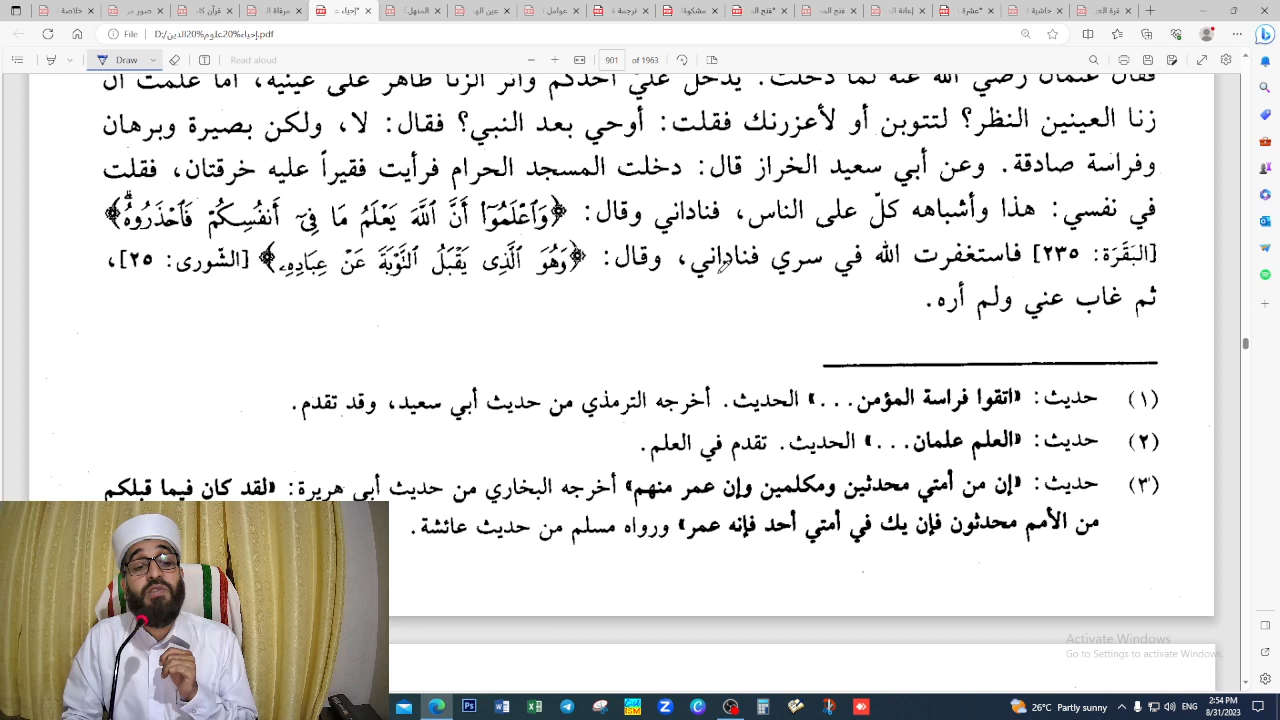 إحياء...
File D:/إحياء%20علوم%20الدين.pdf
Draw Read aloud 901 of 1963
فقال عثمان رضي الله عنه لما دخلت: يدخل علي أحدكم وأثر الزنا ظاهر على عينيه، أما علمت أن
زنا العينين النظر؟ لتتوبن أو لأعزرنك فقلت: أوحي بعد النبي؟ فقال: لا، ولكن بصيرة وبرهان
وفراسة صادقة. وعن أبي سعيد الخراز قال: دخلت المسجد الحرام فرأيت فقيراً عليه خرقتان، فقلت
في نفسي: هذا وأشباهه كلّ على الناس، فناداني وقال: ﴿وَٱعْلَمُوٓا۟ أَنَّ ٱللَّهَ يَعْلَمُ مَا فِىٓ أَنفُسِكُمْ فَٱحْذَرُوهُ﴾
[البَقَرَة: ٢٣٥] فاستغفرت الله في سري فناداني، وقال: ﴿وَهُوَ ٱلَّذِى يَقْبَلُ ٱلتَّوْبَةَ عَنْ عِبَادِهِۦ﴾ [الشّورى: ٢٥]،
ثم غاب عني ولم أره.
(١) حديث: «اتقوا فراسة المؤمن...» الحديث. أخرجه الترمذي من حديث أبي سعيد، وقد تقدم.
(٢) حديث: «العلم علمان...» الحديث. تقدم في العلم.
(٣) حديث: «إن من أمتي محدثين ومكلمين وإن عمر منهم» أخرجه البخاري من حديث أبي هريرة: «لقد كان فيما قبلكم
من الأمم محدثون فإن يك في أمتي أحد فإنه عمر» ورواه مسلم من حديث عائشة.
Activate Windows
Go to Settings to activate Windows.
26°C Partly sunny
2:54 PM
8/31/2023